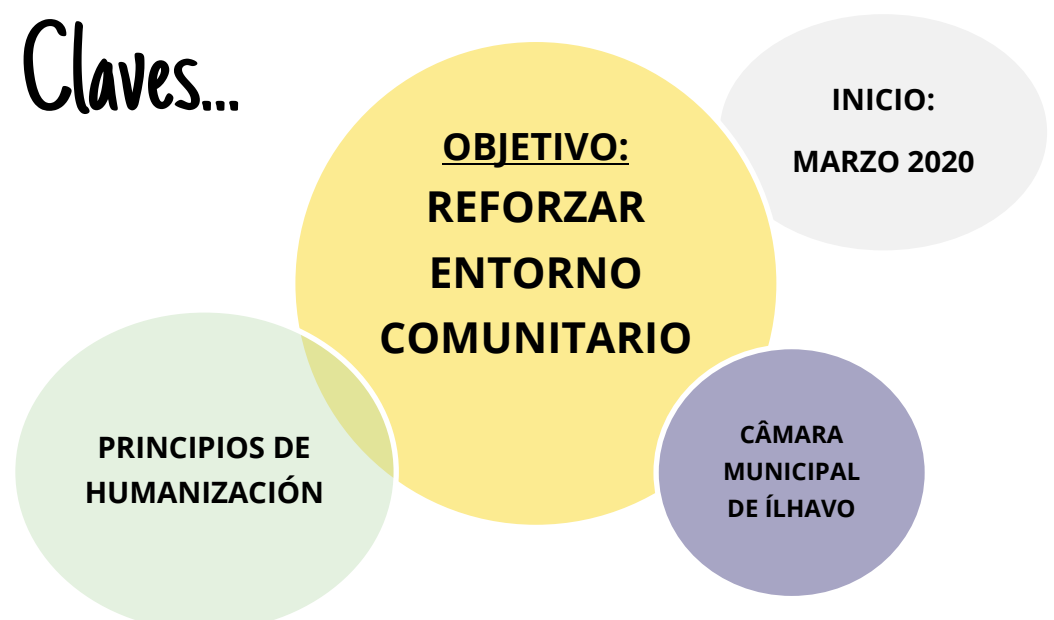 Claves...
OBJETIVO:
REFORZAR
ENTORNO
COMUNITARIO
INICIO:
MARZO 2020
PRINCIPIOS DE
HUMANIZACIÓN
CÂMARA
MUNICIPAL
DE ÍLHAVO